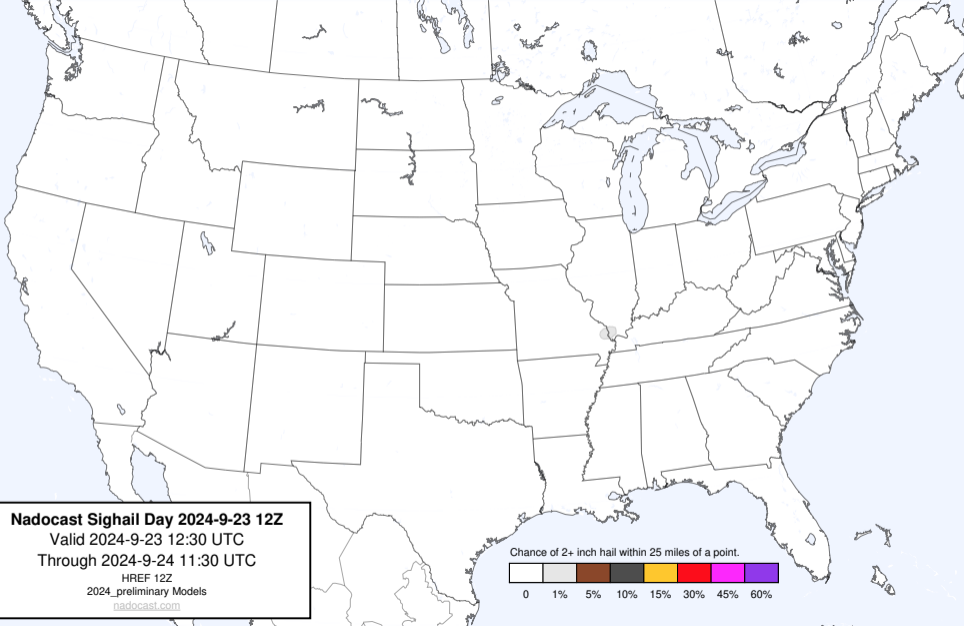 Nadocast Sighail Day 2024-9-23 12Z
Valid 2024-9-23 12:30 UTC
Through 2024-9-24 11:30 UTC
HREF 12Z
2024_preliminary Models
nadocast.com
Chance of 2+ inch hail within 25 miles of a point.
0 1% 5% 10% 15% 30% 45% 60%